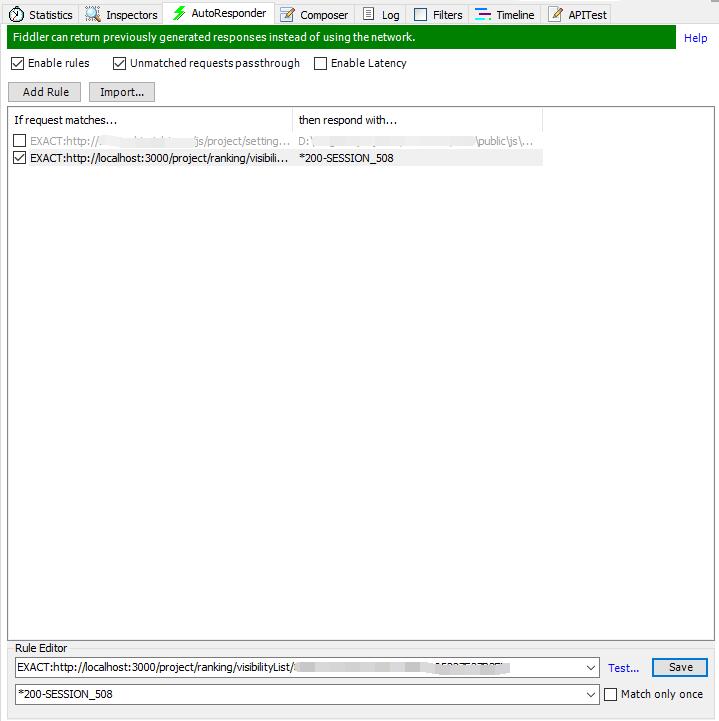 Statistics Inspectors AutoResponder Composer Log Filters Timeline APITest
Fiddler can return previously generated responses instead of using the network. Help
Enable rules Unmatched requests passthrough Enable Latency
Add Rule Import...
If request matches... then respond with...
EXACT:http:// /js/project/setting... D:\ \public\js\...
EXACT:http://localhost:3000/project/ranking/visibili... *200-SESSION_508
Rule Editor
EXACT:http://localhost:3000/project/ranking/visibilityList/ Test... Save
*200-SESSION_508 Match only once